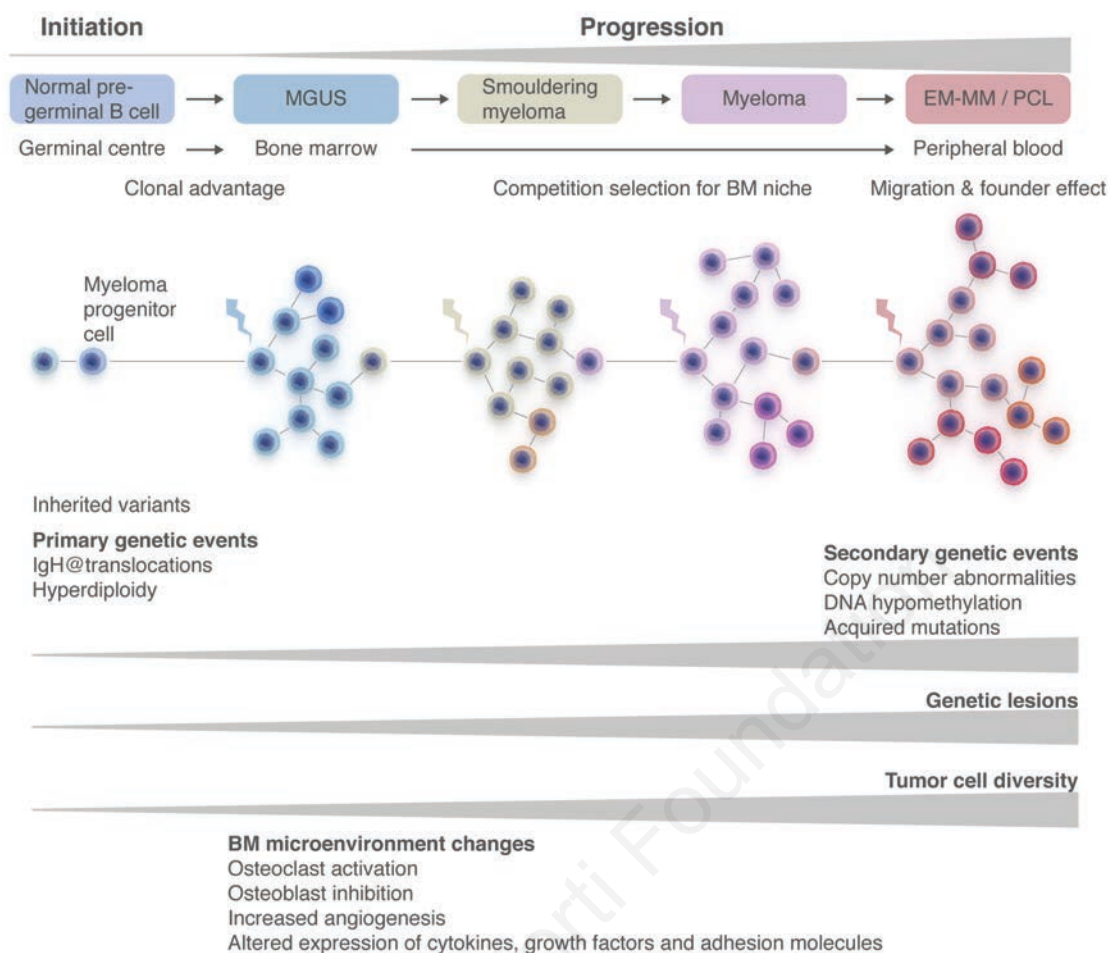 Initiation
Progression
Normal pre-
germinal B cell
MGUS
Smouldering
myeloma
Myeloma
EM-MM / PCL
Germinal centre
Bone marrow
Peripheral blood
Clonal advantage
Competition selection for BM niche
Migration & founder effect
Myeloma
progenitor
cell
Inherited variants
Primary genetic events
IgH@translocations
Hyperdiploidy
Secondary genetic events
Copy number abnormalities
DNA hypomethylation
Acquired mutations
Genetic lesions
Tumor cell diversity
BM microenvironment changes
Osteoclast activation
Osteoblast inhibition
Increased angiogenesis
Altered expression of cytokines, growth factors and adhesion molecules
orti Foundation